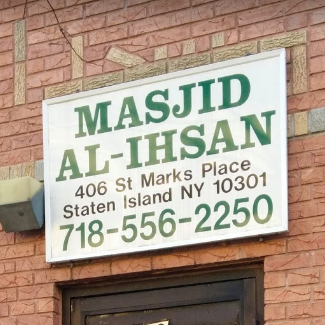 MASJID
AL-IHSAN
406 St Marks Place
Staten Island NY 10301
718-556-2250